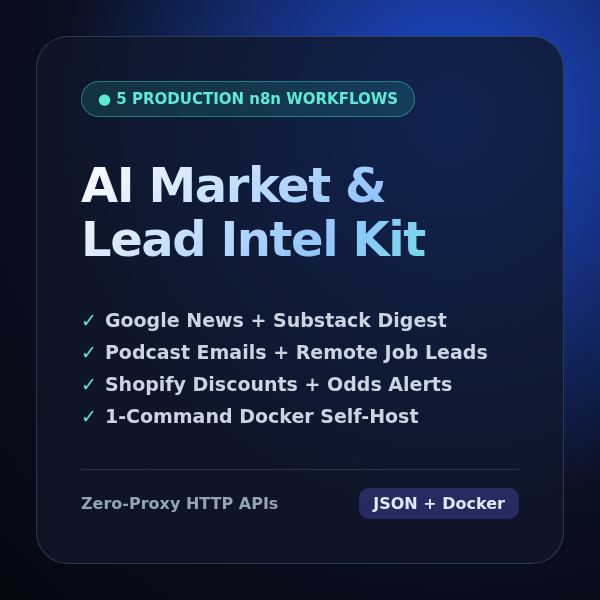 ● 5 PRODUCTION n8n WORKFLOWS
AI Market &
Lead Intel Kit
✓ Google News + Substack Digest
✓ Podcast Emails + Remote Job Leads
✓ Shopify Discounts + Odds Alerts
✓ 1-Command Docker Self-Host
Zero-Proxy HTTP APIs
JSON + Docker